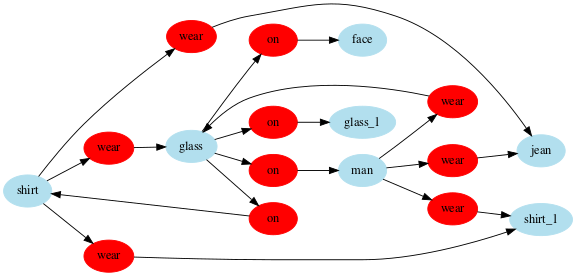 wear
on
face
wear
on
glass_1
wear
glass
on
man
wear
jean
shirt
on
wear
shirt_1
wear